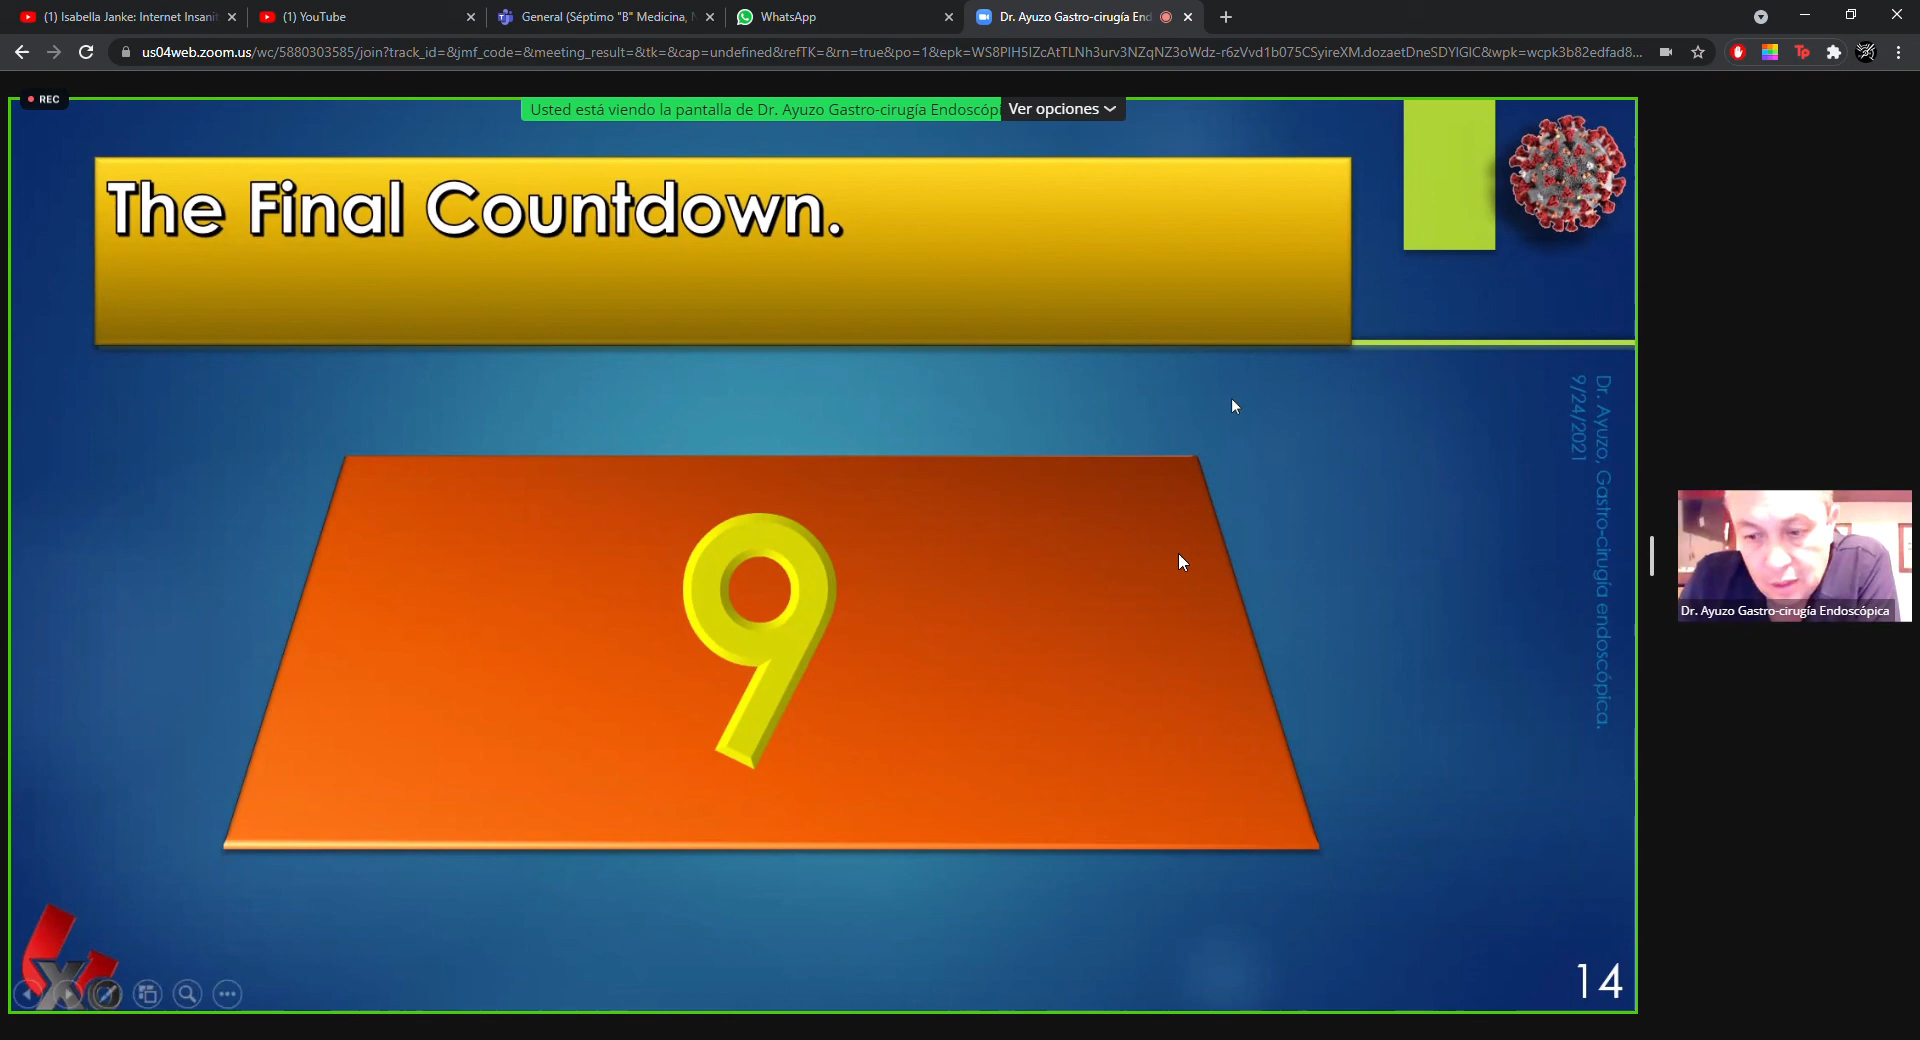 (1) Isabella Janke: Internet Insanit
(1) YouTube
General (Séptimo "B" Medicina,
WhatsApp
Dr. Ayuzo Gastro-cirugía End
us04web.zoom.us/wc/5880303585/join?track_id=&jmf_code=&meeting_result=&tk=&cap=undefined&refTK=&rn=true&po=1&epk=WS8PIH5IZcAtTLNh3urv3NZqNZ3oWdz-r6zVvd1b075CSyireXM.dozaetDneSDYlGlC&wpk=wcpk3b82edfad8...
REC
Usted está viendo la pantalla de Dr. Ayuzo Gastro-cirugía Endoscópi
Ver opciones
The Final Countdown.
9
Dr. Ayuzo, Gastro-cirugía endoscópica.
9/24/2021
Dr. Ayuzo Gastro-cirugía Endoscópica
14